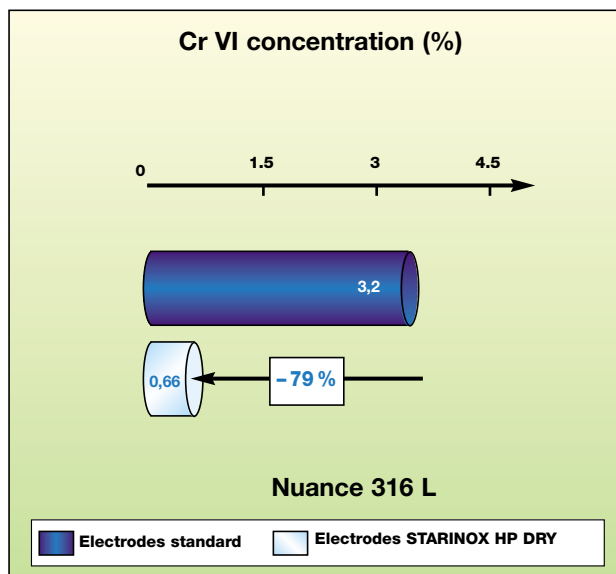 Cr VI concentration (%)
0 1.5 3 4.5
3,2
0,66 – 79 %
Nuance 316 L
Electrodes standard Electrodes STARINOX HP DRY